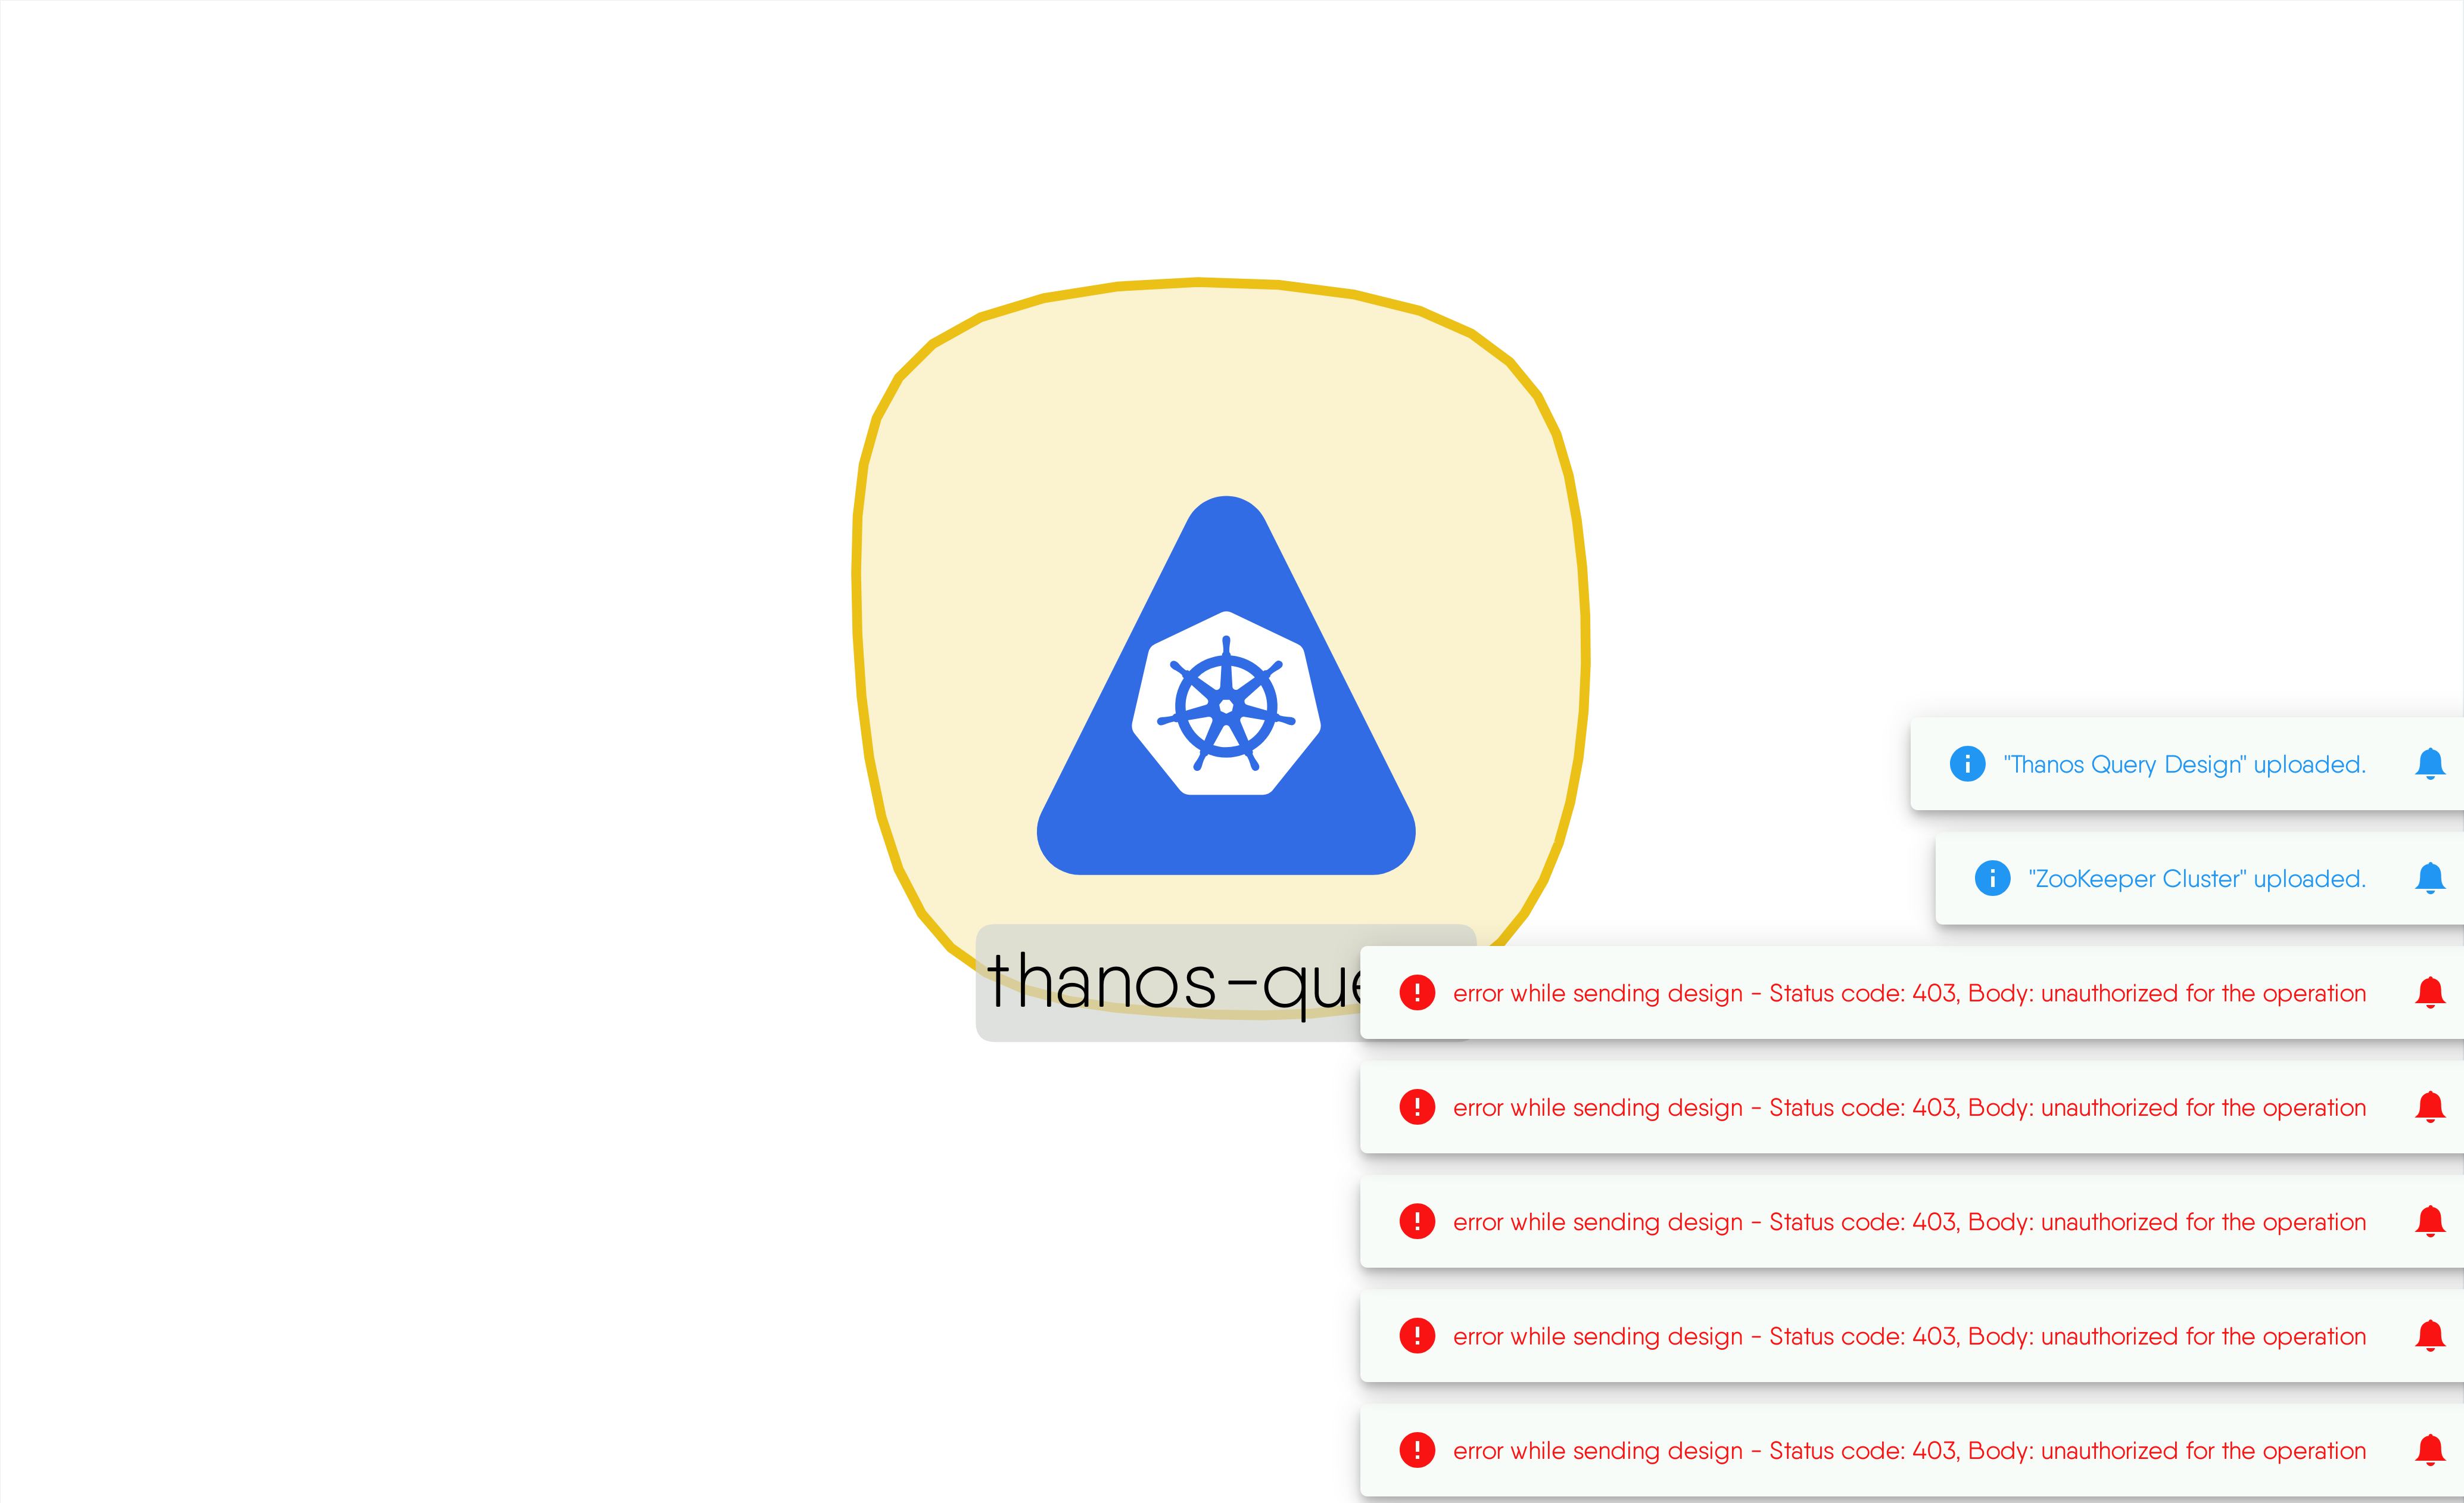 "Thanos Query Design" uploaded.
"ZooKeeper Cluster" uploaded.
thanos-que
error while sending design - Status code: 403, Body: unauthorized for the operation
error while sending design - Status code: 403, Body: unauthorized for the operation
error while sending design - Status code: 403, Body: unauthorized for the operation
error while sending design - Status code: 403, Body: unauthorized for the operation
error while sending design - Status code: 403, Body: unauthorized for the operation